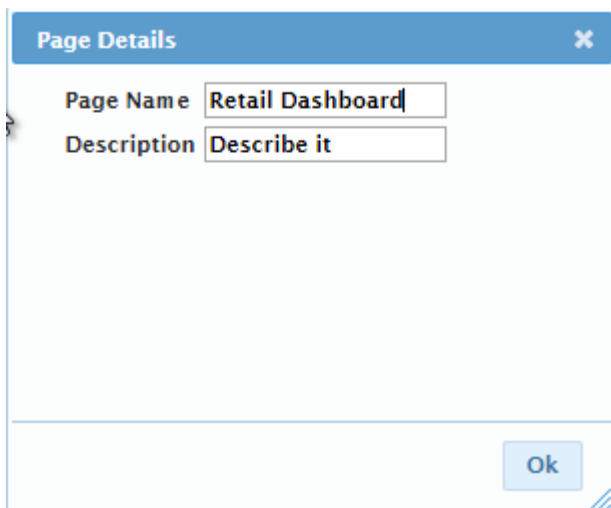 Page Details
Page Name Retail Dashboard
Description Describe it
Ok